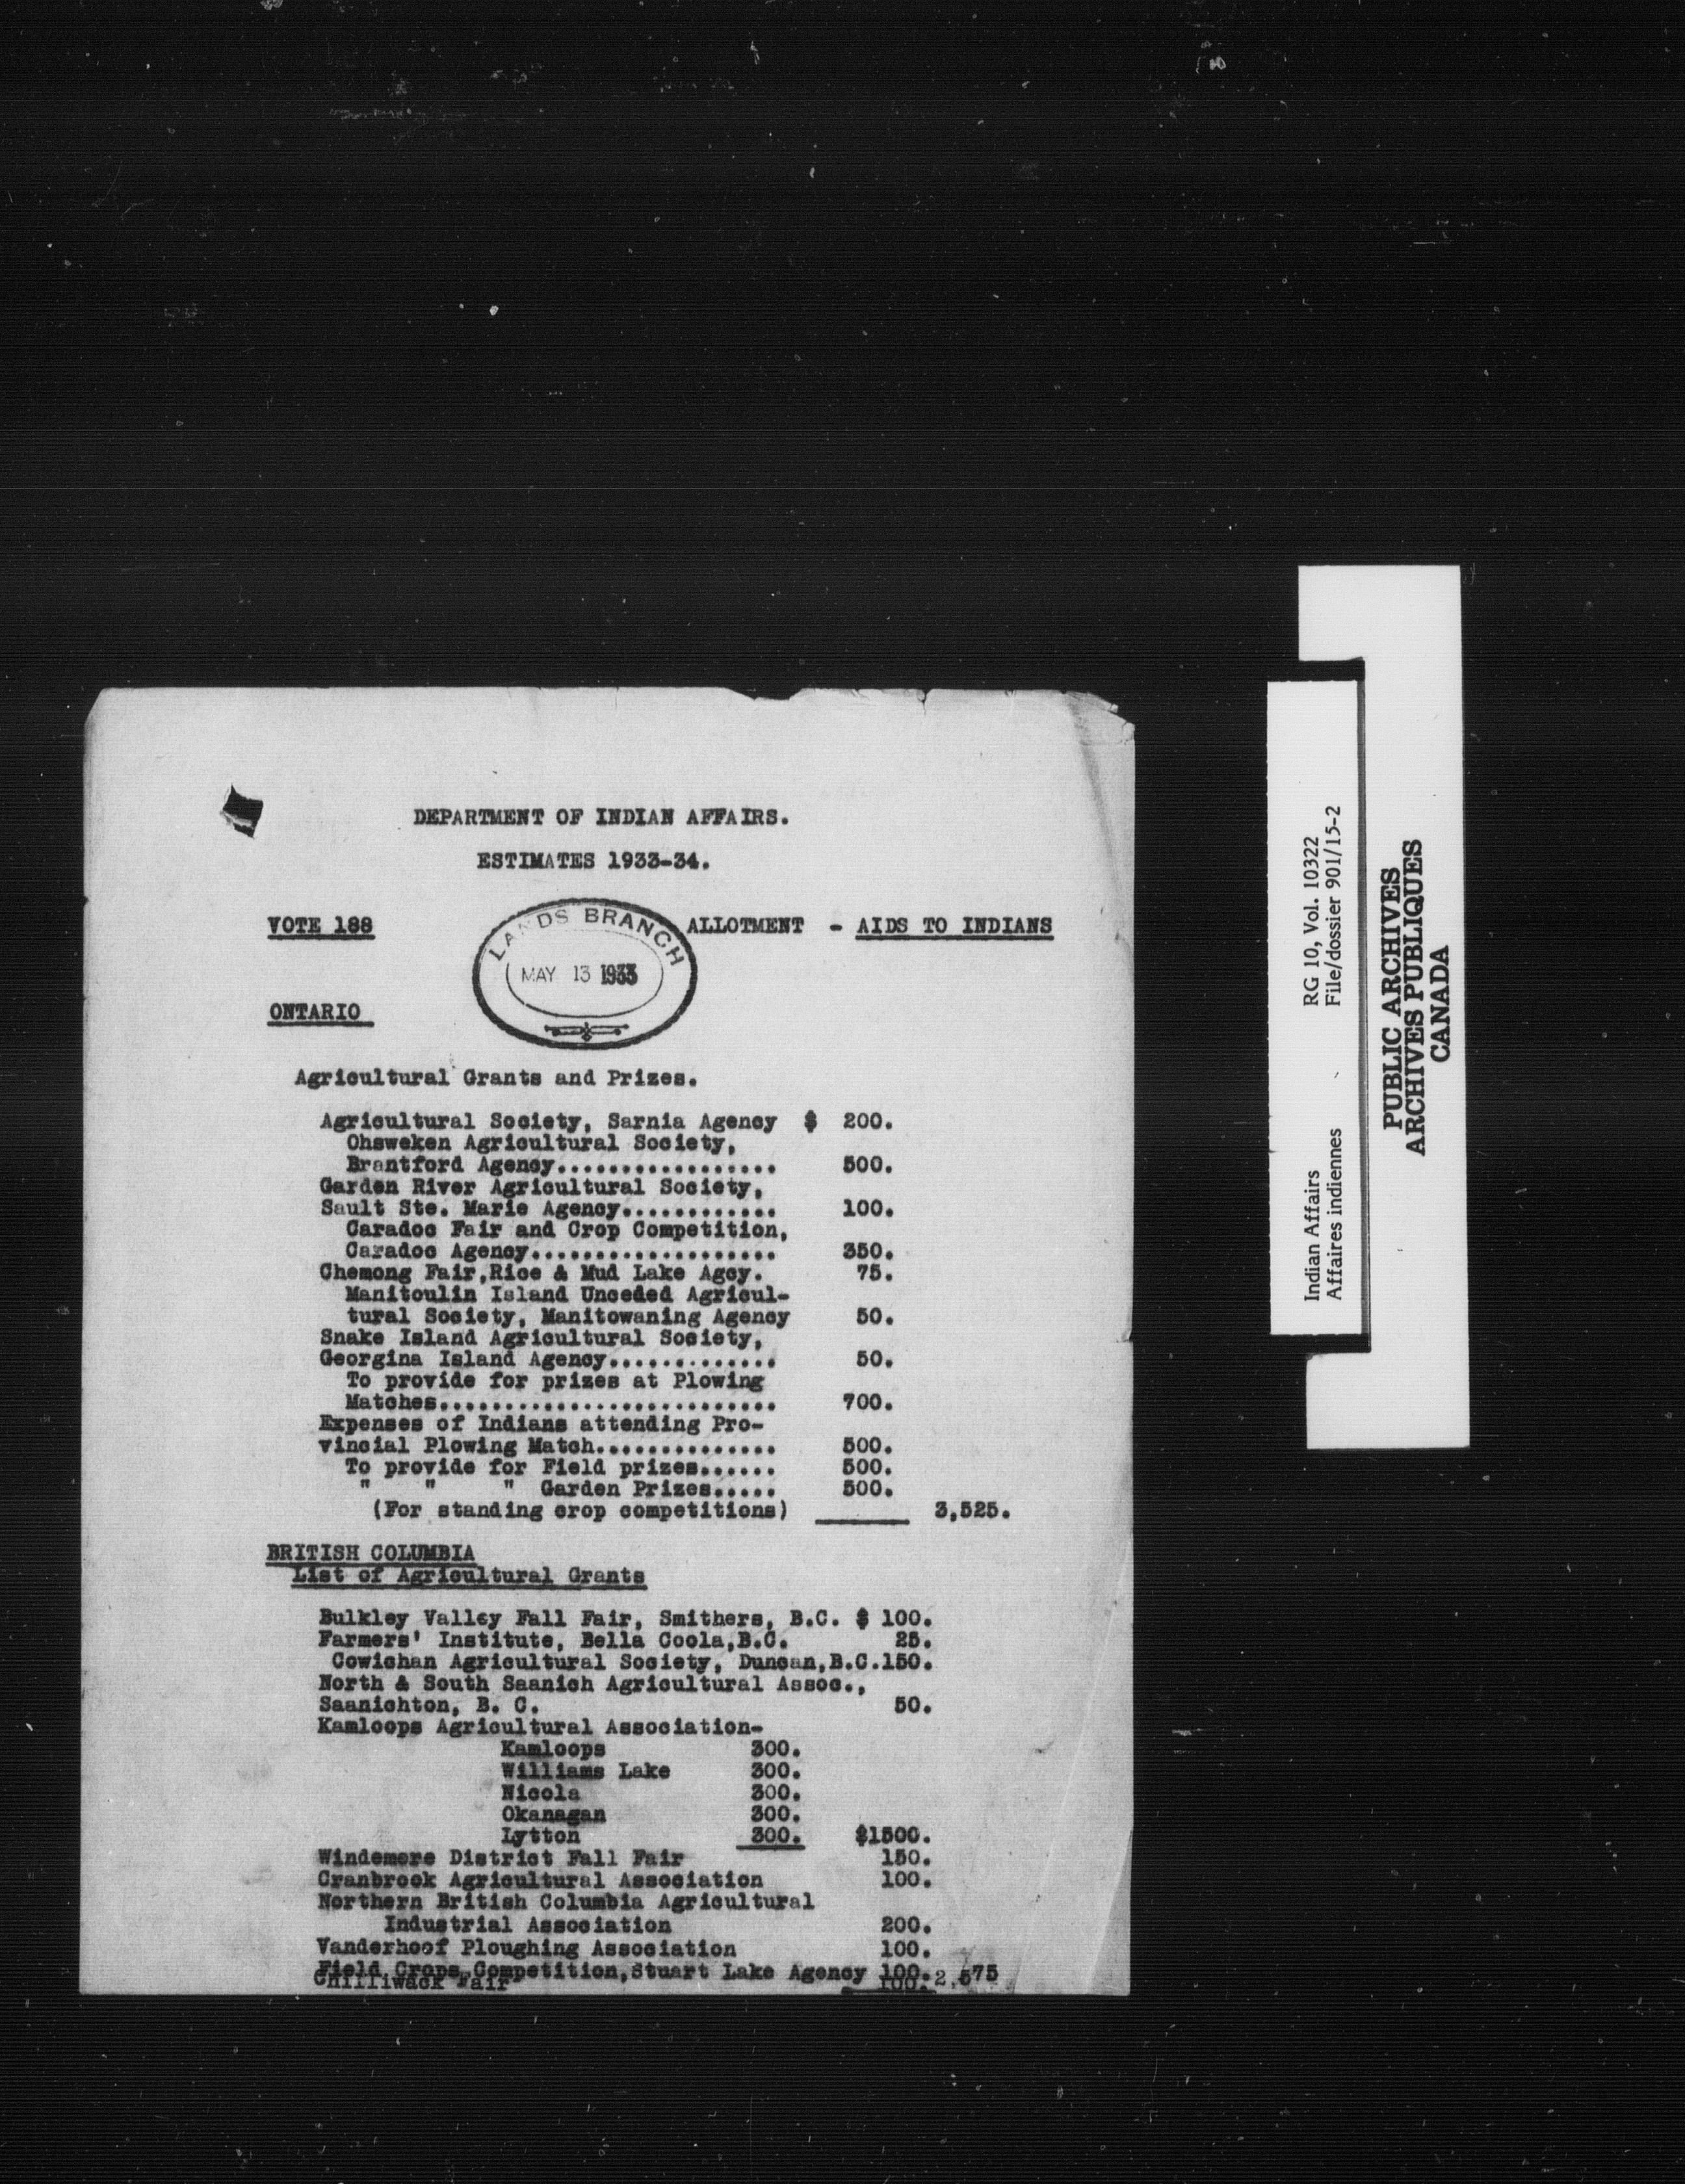 DEPARTMENT OF INDIAN AFFAIRS.
ESTIMATES 1933-34.
VOTE 188 ALLOTMENT - AIDS TO INDIANS
LANDS BRANCH
MAY 13 1933
ONTARIO
Agricultural Grants and Prizes.
Agricultural Society, Sarnia Agency $ 200.
Ohsweken Agricultural Society,
Brantford Agency................. 500.
Garden River Agricultural Society,
Sault Ste. Marie Agency............ 100.
Caradoc Fair and Crop Competition,
Caradoc Agency................... 350.
Chemong Fair,Rice & Mud Lake Agcy. 75.
Manitoulin Island Unceded Agricul-
tural Society, Manitowaning Agency 50.
Snake Island Agricultural Society,
Georgina Island Agency............. 50.
To provide for prizes at Plowing
Matches.......................... 700.
Expenses of Indians attending Pro-
vincial Plowing Match.............. 500.
To provide for Field prizes...... 500.
" " " Garden Prizes..... 500.
(For standing crop competitions) 3,525.
BRITISH COLUMBIA
List of Agricultural Grants
Bulkley Valley Fall Fair, Smithers, B.C. $ 100.
Farmers' Institute, Bella Coola,B.C. 25.
Cowichan Agricultural Society, Duncan,B.C.150.
North & South Saanich Agricultural Assoc.,
Saanichton, B. C. 50.
Kamloops Agricultural Association-
Kamloops 300.
Williams Lake 300.
Nicola 300.
Okanagan 300.
Lytton 300. $1500.
Windemere District Fall Fair 150.
Cranbrook Agricultural Association 100.
Northern British Columbia Agricultural
Industrial Association 200.
Vanderhoof Ploughing Association 100.
Field Crops Competition,Stuart Lake Agency 100.
Chilliwack Fair 100. 2,575
Indian Affairs RG 10, Vol. 10322
Affaires indiennes File/dossier 901/15-2
PUBLIC ARCHIVES
ARCHIVES PUBLIQUES
CANADA